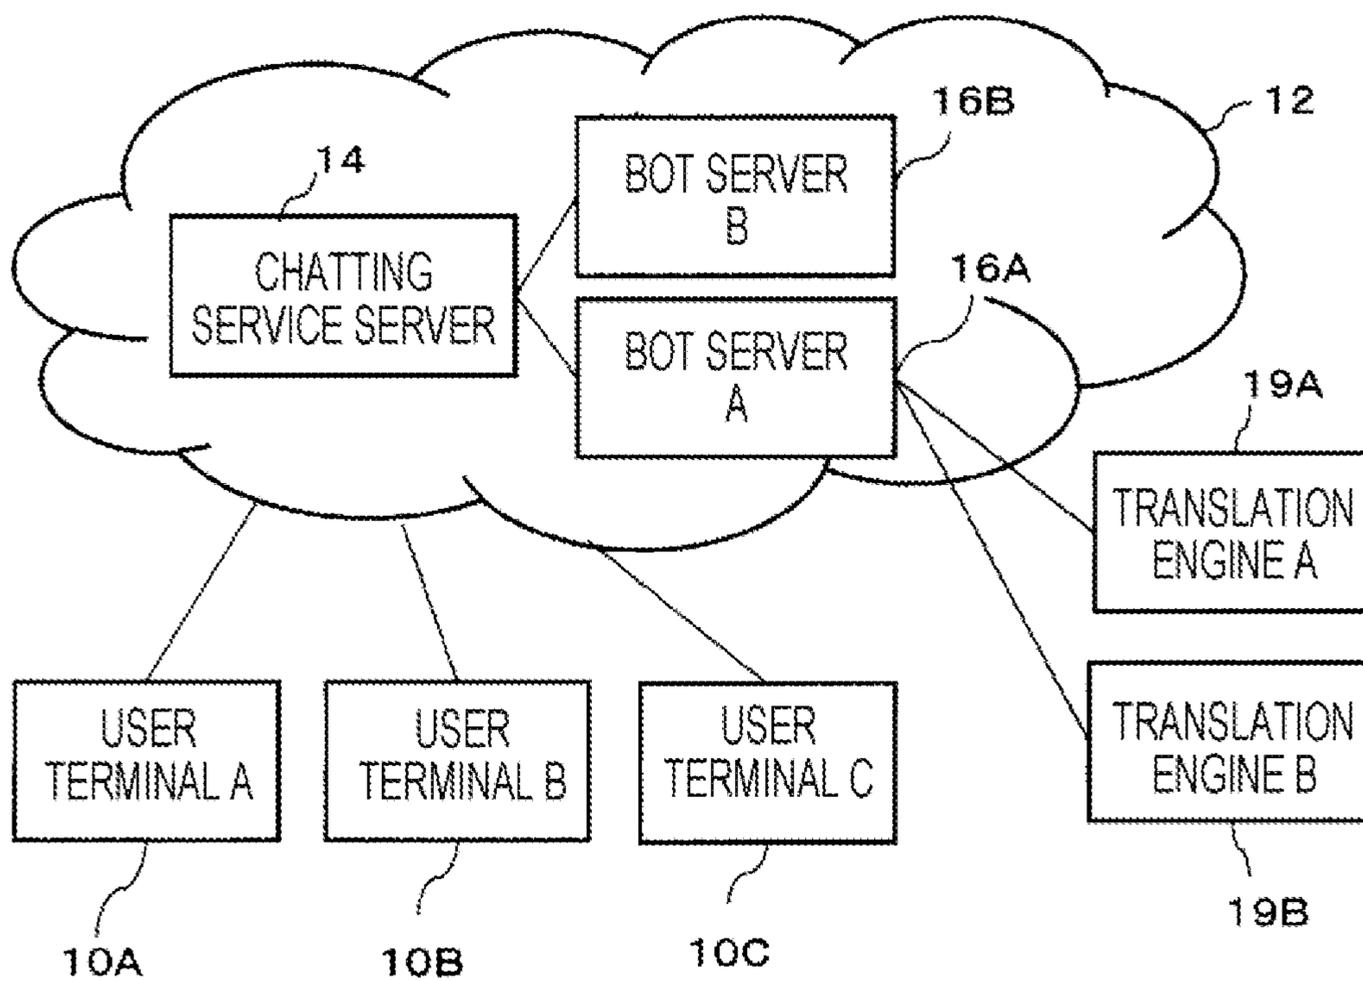 16B
12
14
BOT SERVER
B
CHATTING
SERVICE SERVER
16A
BOT SERVER
A
19A
TRANSLATION
ENGINE A
USER
TERMINAL A
USER
TERMINAL B
USER
TERMINAL C
TRANSLATION
ENGINE B
10A
10B
10C
19B